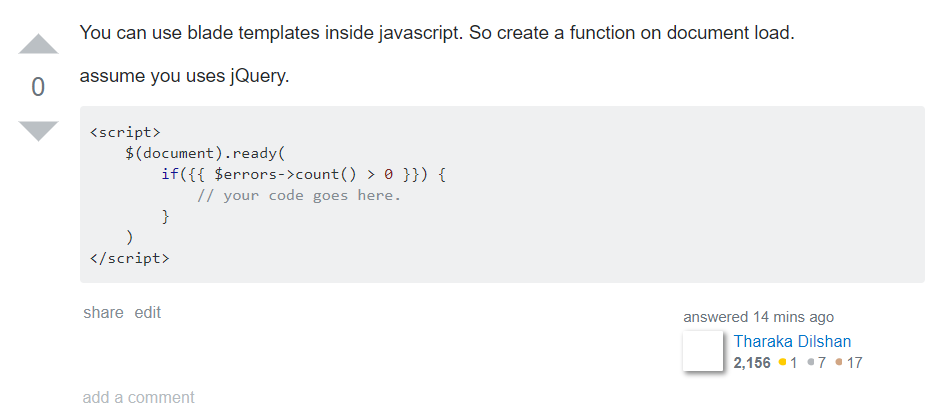 You can use blade templates inside javascript. So create a function on document load.
0
assume you uses jQuery.
<script>
    $(document).ready(
        if({{ $errors->count() > 0 }}) {
            // your code goes here.
        }
    )
</script>
share edit
answered 14 mins ago
Tharaka Dilshan
2,156 ●1 ●7 ●17
add a comment